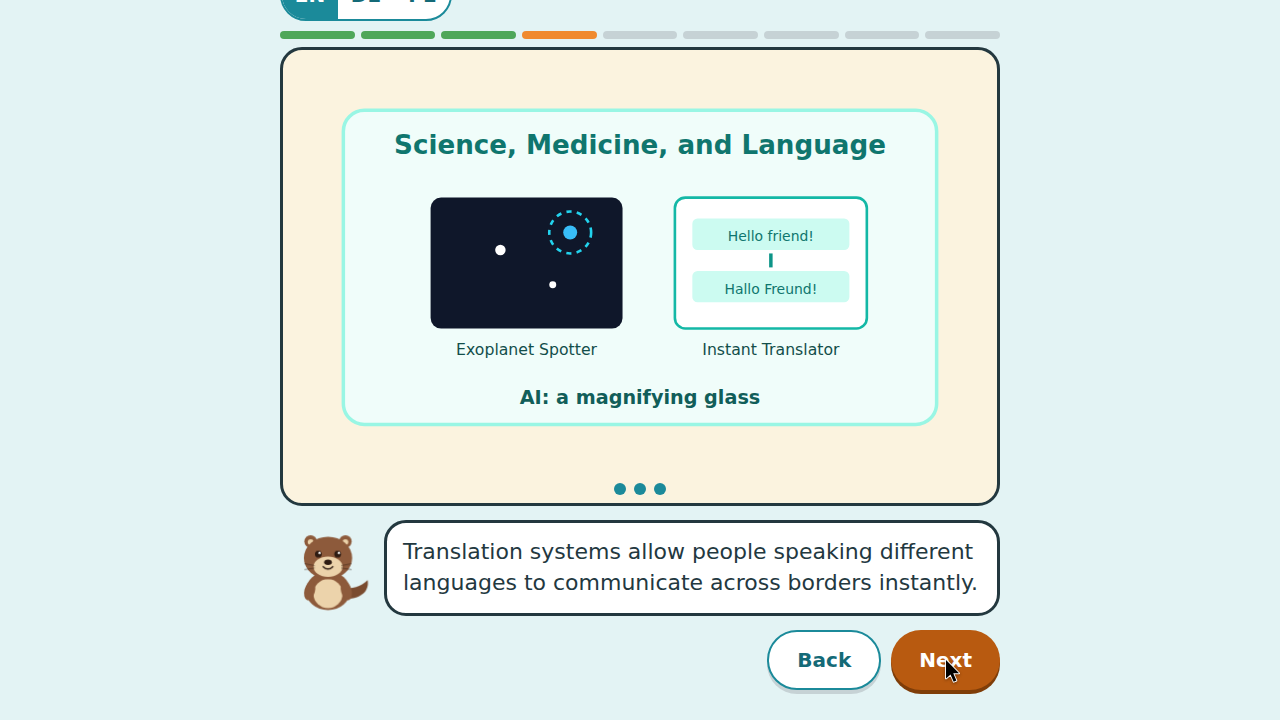 Science, Medicine, and Language
Hello friend!
Hallo Freund!
Exoplanet Spotter
Instant Translator
AI: a magnifying glass
Translation systems allow people speaking different
languages to communicate across borders instantly.
Back
Next